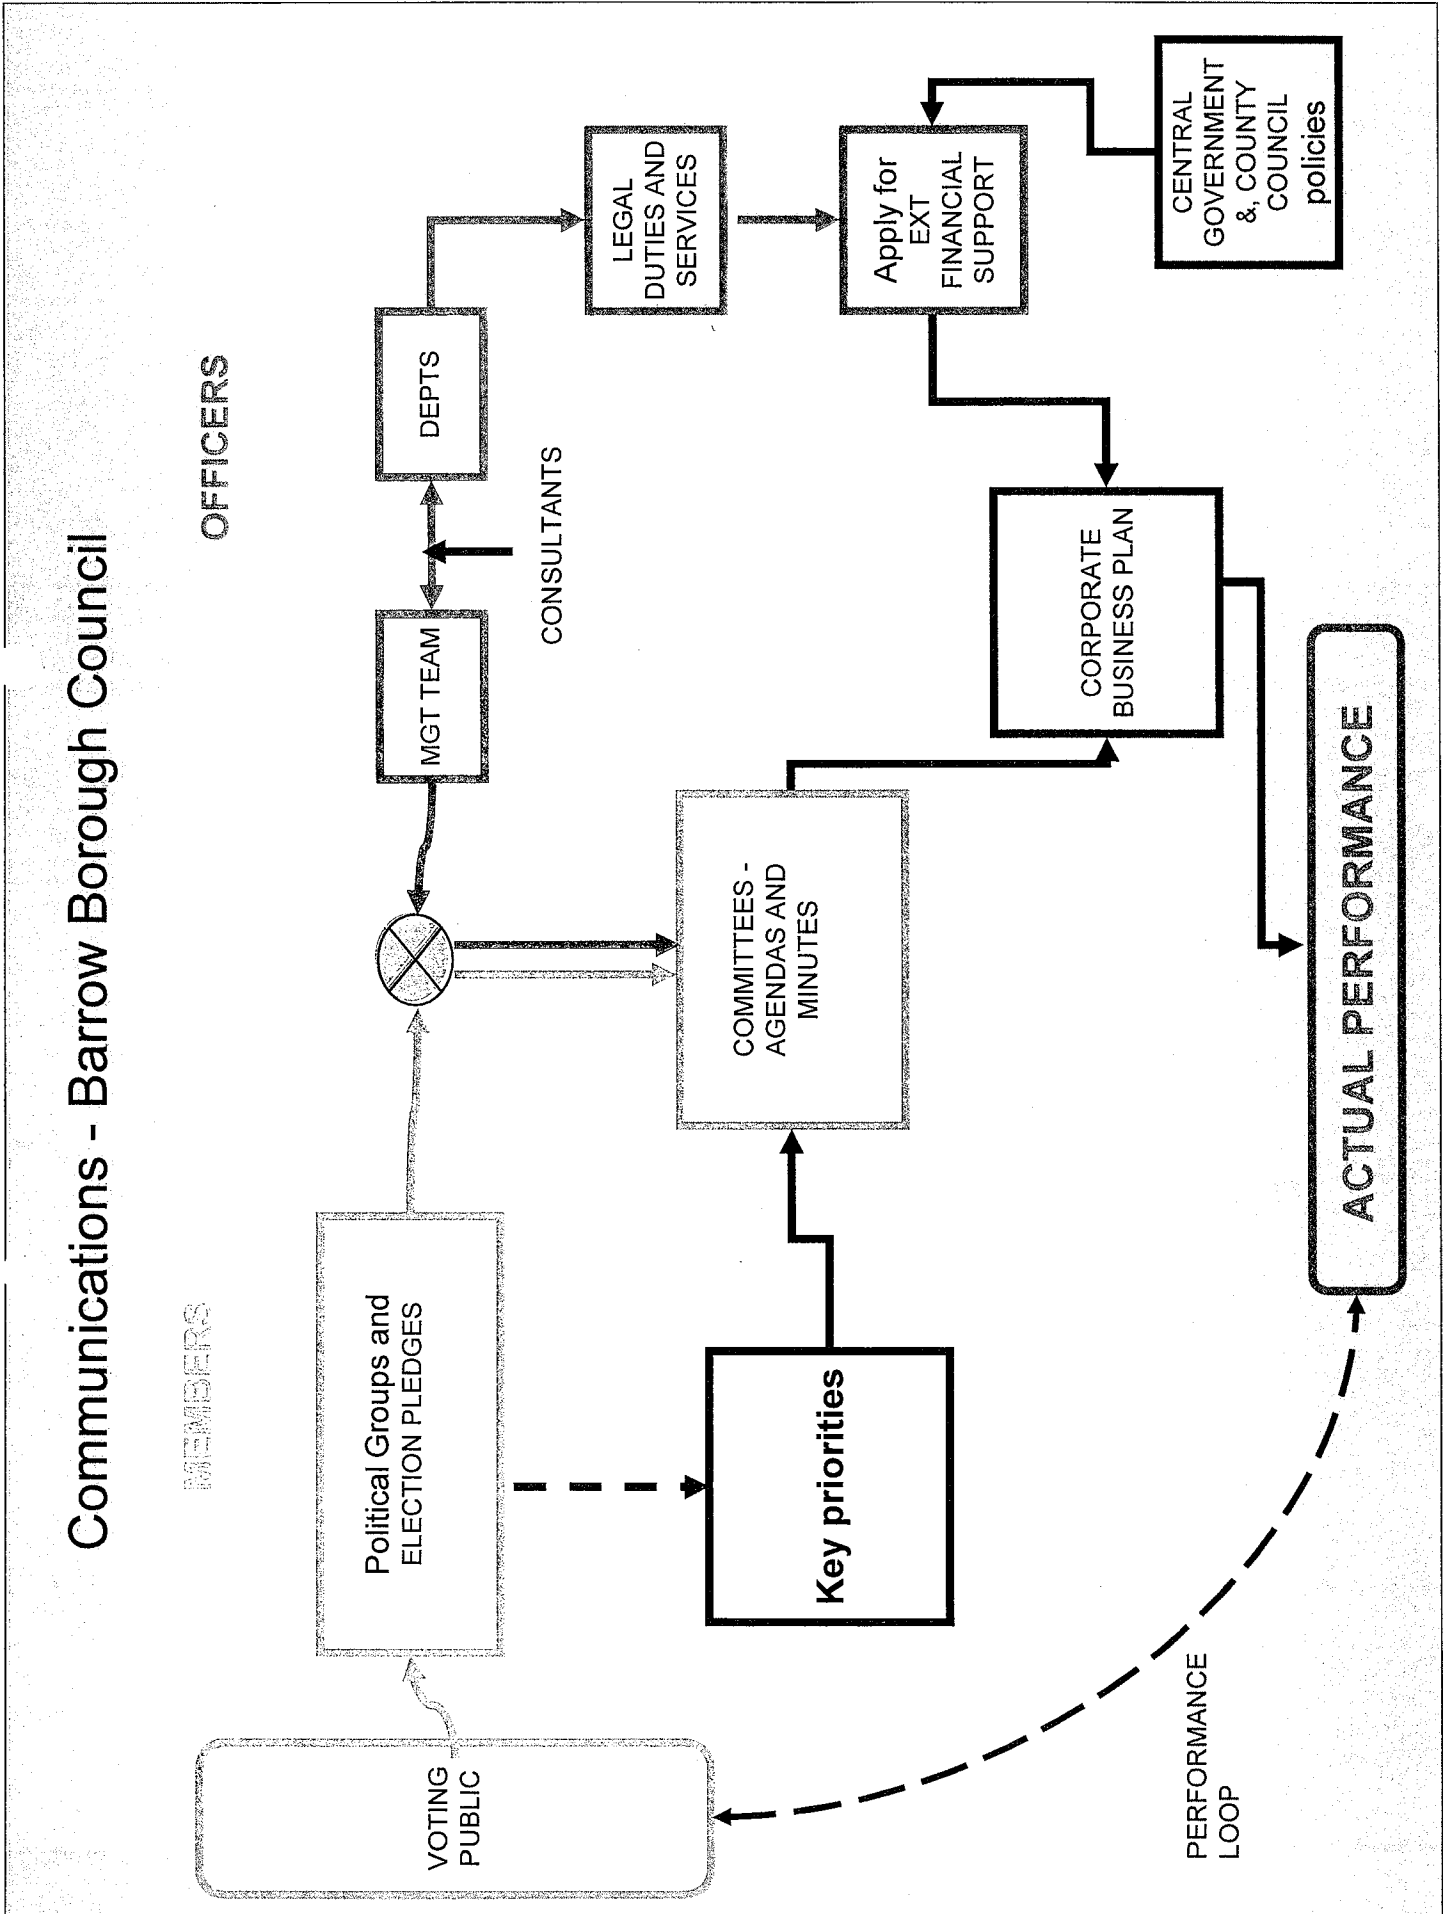 Communications - Barrow Borough Council
MEMBERS
OFFICERS
VOTING
PUBLIC
Political Groups and
ELECTION PLEDGES
MGT TEAM
DEPTS
CONSULTANTS
LEGAL
DUTIES AND
SERVICES
Key priorities
COMMITTEES -
AGENDAS AND
MINUTES
Apply for
EXT
FINANCIAL
SUPPORT
CORPORATE
BUSINESS PLAN
CENTRAL
GOVERNMENT
&, COUNTY
COUNCIL
policies
PERFORMANCE
LOOP
ACTUAL PERFORMANCE